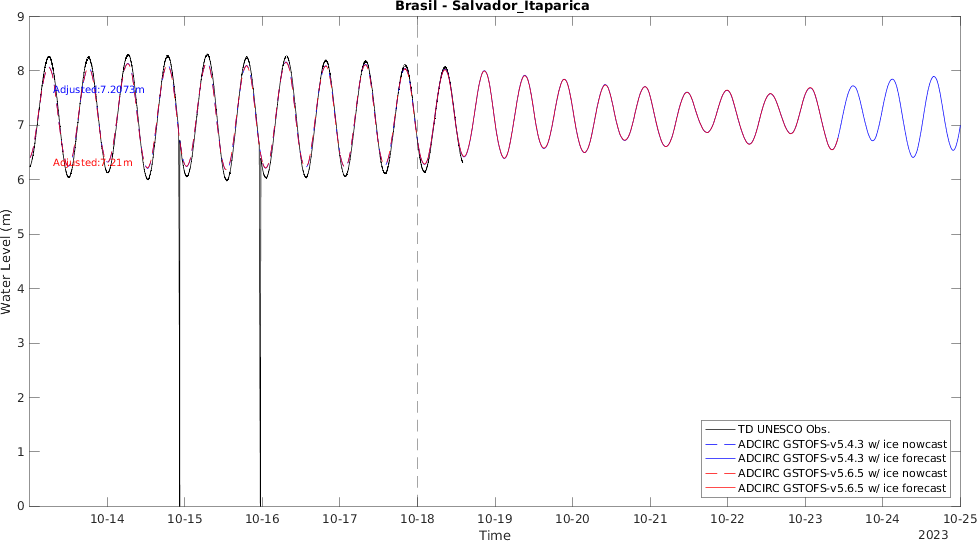 Brasil - Salvador_Itaparica
9
8
7
6
5
4
3
2
1
0
Water Level (m)
Adjusted:7.2073m
Adjusted:7.21m
TD UNESCO Obs.
ADCIRC GSTOFS-v5.4.3 w/ ice nowcast
ADCIRC GSTOFS-v5.4.3 w/ ice forecast
ADCIRC GSTOFS-v5.6.5 w/ ice nowcast
ADCIRC GSTOFS-v5.6.5 w/ ice forecast
10-14 10-15 10-16 10-17 10-18 10-19 10-20 10-21 10-22 10-23 10-24 10-25
Time
2023